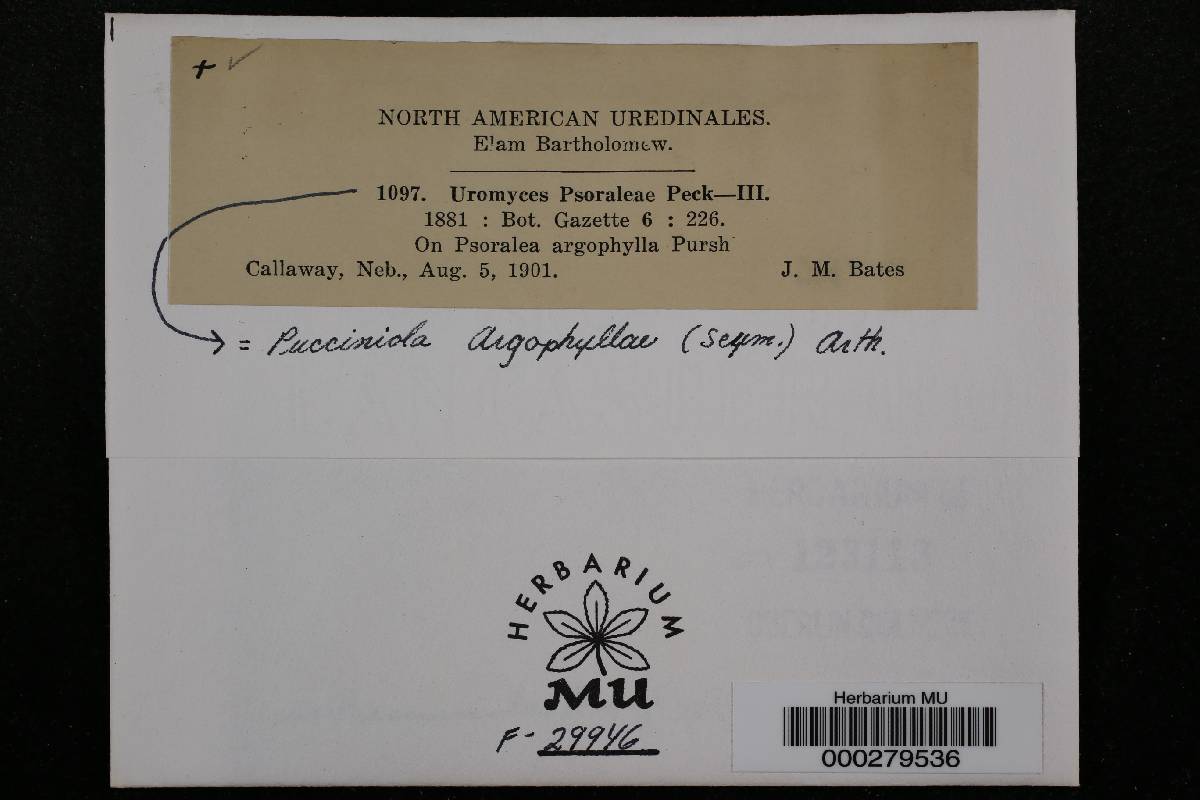 + ✓
NORTH AMERICAN UREDINALES.
Elam Bartholomew.
1097. Uromyces Psoraleae Peck—III.
1881 : Bot. Gazette 6 : 226.
On Psoralea argophylla Pursh
Callaway, Neb., Aug. 5, 1901. J. M. Bates
= Pucciniola Argophyllae (Seym.) Arth.
HERBARIUM
MU
F- 29946
Herbarium MU
000279536